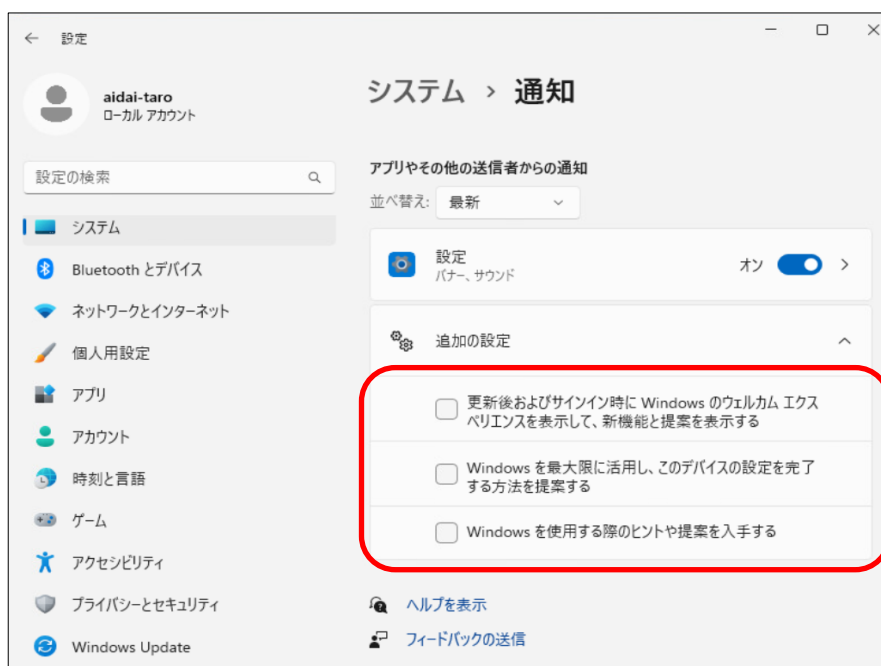 設定
aidai-taro
ローカル アカウント
設定の検索
システム
Bluetooth とデバイス
ネットワークとインターネット
個人用設定
アプリ
アカウント
時刻と言語
ゲーム
アクセシビリティ
プライバシーとセキュリティ
Windows Update
システム › 通知
アプリやその他の送信者からの通知
並べ替え: 最新
設定
バナー、サウンド
オン
追加の設定
更新後およびサインイン時に Windows のウェルカム エクス
ペリエンスを表示して、新機能と提案を表示する
Windows を最大限に活用し、このデバイスの設定を完了
する方法を提案する
Windows を使用する際のヒントや提案を入手する
ヘルプを表示
フィードバックの送信